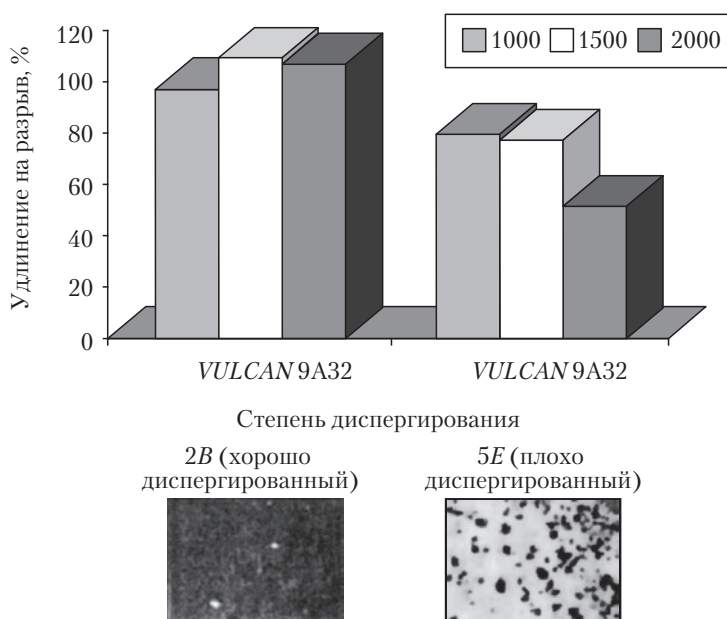 Удлинение на разрыв, %
120
100
80
60
40
20
0
1000 1500 2000
VULCAN 9A32 VULCAN 9A32
Степень диспергирования
2B (хорошо диспергированный)
5E (плохо диспергированный)